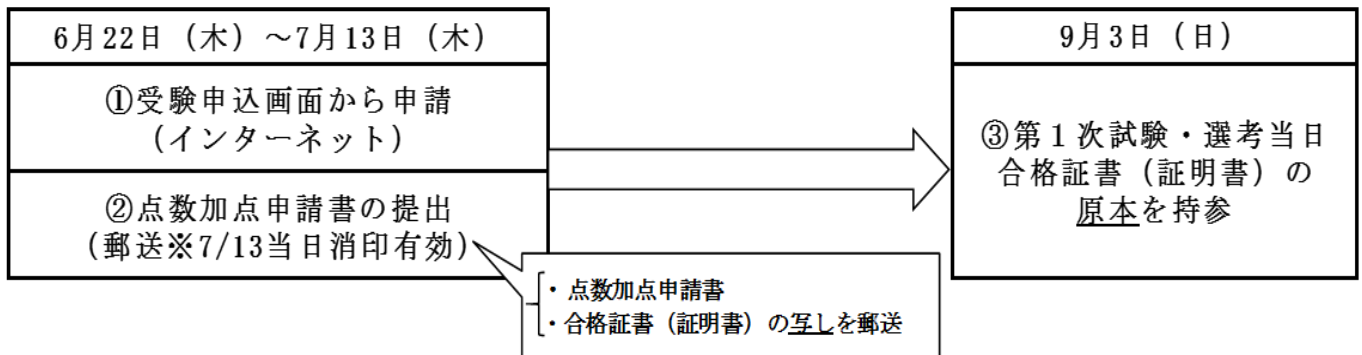 6月22日（木）～7月13日（木）
①受験申込画面から申請
（インターネット）
②点数加点申請書の提出
（郵送※7/13当日消印有効）
・点数加点申請書
・合格証書（証明書）の写しを郵送
9月3日（日）
③第１次試験・選考当日
合格証書（証明書）の
原本を持参